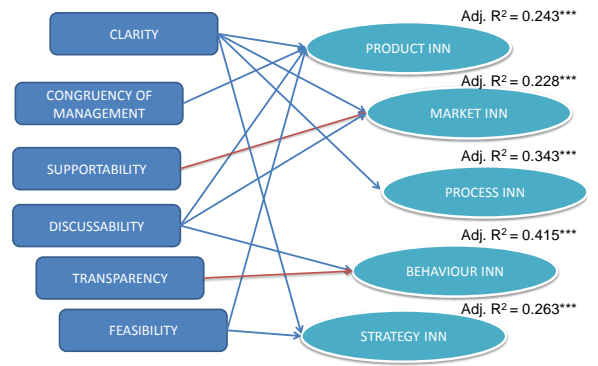 Adj. R² = 0.243***
CLARITY
PRODUCT INN
Adj. R² = 0.228***
CONGRUENCY OF
MANAGEMENT
MARKET INN
Adj. R² = 0.343***
SUPPORTABILITY
PROCESS INN
DISCUSSABILITY
Adj. R² = 0.415***
TRANSPARENCY
BEHAVIOUR INN
Adj. R² = 0.263***
FEASIBILITY
STRATEGY INN